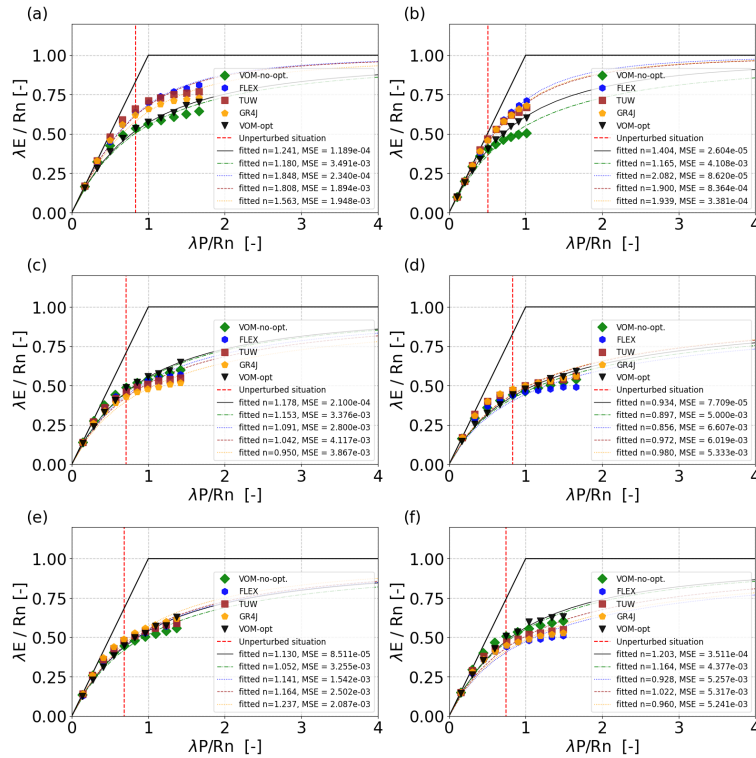 (a)
λE / Rn [-]
1.00
0.75
0.50
0.25
0.00
VOM-no-opt.
FLEX
TUW
GR4J
VOM-opt
Unperturbed situation
fitted n=1.241, MSE = 1.189e-04
fitted n=1.180, MSE = 3.491e-03
fitted n=1.848, MSE = 2.340e-04
fitted n=1.808, MSE = 1.894e-03
fitted n=1.563, MSE = 1.948e-03
0 1 2 3 4
λP/Rn [-]
(b)
λE / Rn [-]
1.00
0.75
0.50
0.25
0.00
VOM-no-opt.
FLEX
TUW
GR4J
VOM-opt
Unperturbed situation
fitted n=1.404, MSE = 2.604e-05
fitted n=1.165, MSE = 4.108e-03
fitted n=2.082, MSE = 8.620e-05
fitted n=1.900, MSE = 8.364e-04
fitted n=1.939, MSE = 3.381e-04
0 1 2 3 4
λP/Rn [-]
(c)
λE / Rn [-]
1.00
0.75
0.50
0.25
0.00
VOM-no-opt.
FLEX
TUW
GR4J
VOM-opt
Unperturbed situation
fitted n=1.178, MSE = 2.100e-04
fitted n=1.153, MSE = 3.376e-03
fitted n=1.091, MSE = 2.800e-03
fitted n=1.042, MSE = 4.117e-03
fitted n=0.950, MSE = 3.867e-03
0 1 2 3 4
λP/Rn [-]
(d)
λE / Rn [-]
1.00
0.75
0.50
0.25
0.00
VOM-no-opt.
FLEX
TUW
GR4J
VOM-opt
Unperturbed situation
fitted n=0.934, MSE = 7.709e-05
fitted n=0.897, MSE = 5.000e-03
fitted n=0.856, MSE = 6.607e-03
fitted n=0.972, MSE = 6.019e-03
fitted n=0.980, MSE = 5.333e-03
0 1 2 3 4
λP/Rn [-]
(e)
λE / Rn [-]
1.00
0.75
0.50
0.25
0.00
VOM-no-opt.
FLEX
TUW
GR4J
VOM-opt
Unperturbed situation
fitted n=1.130, MSE = 8.511e-05
fitted n=1.052, MSE = 3.255e-03
fitted n=1.141, MSE = 1.542e-03
fitted n=1.164, MSE = 2.502e-03
fitted n=1.237, MSE = 2.087e-03
0 1 2 3 4
λP/Rn [-]
(f)
λE / Rn [-]
1.00
0.75
0.50
0.25
0.00
VOM-no-opt.
FLEX
TUW
GR4J
VOM-opt
Unperturbed situation
fitted n=1.203, MSE = 3.511e-04
fitted n=1.164, MSE = 4.377e-03
fitted n=0.928, MSE = 5.257e-03
fitted n=1.022, MSE = 5.317e-03
fitted n=0.960, MSE = 5.241e-03
0 1 2 3 4
λP/Rn [-]